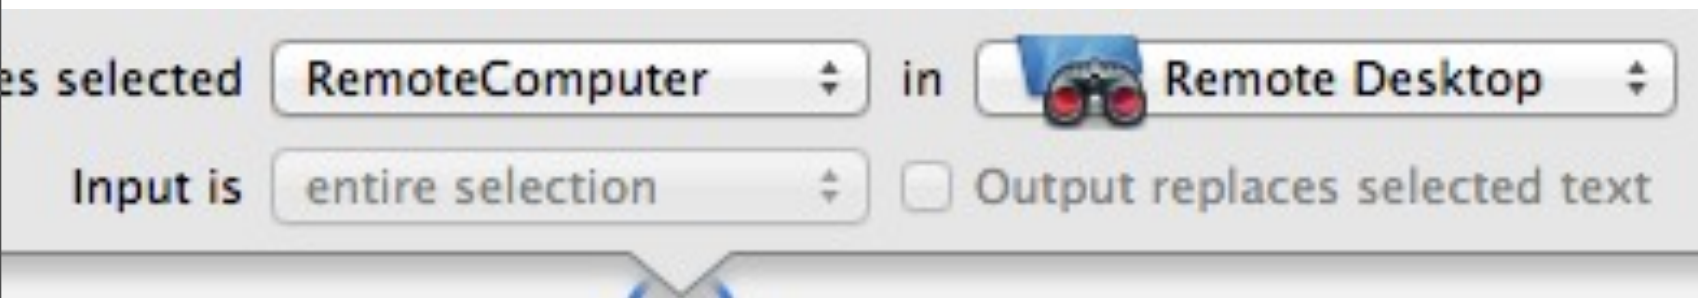 es selected RemoteComputer in Remote Desktop
Input is entire selection Output replaces selected text